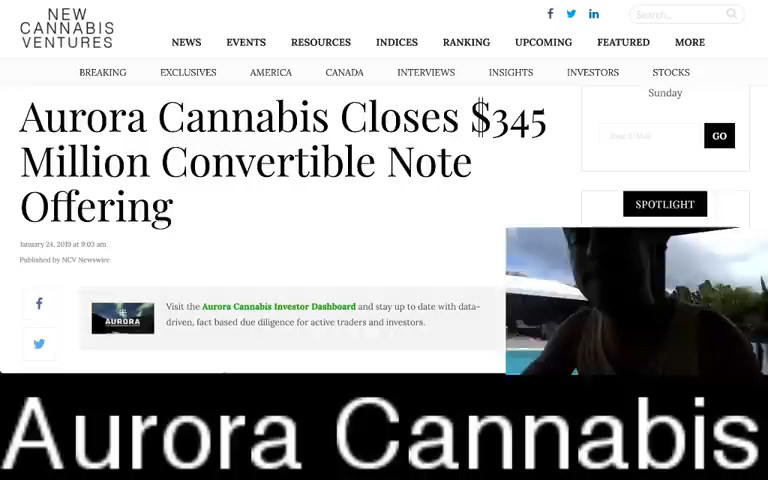 NEW
CANNABIS
VENTURES
Search...
NEWS EVENTS RESOURCES INDICES RANKING UPCOMING FEATURED MORE
BREAKING EXCLUSIVES AMERICA CANADA INTERVIEWS INSIGHTS INVESTORS STOCKS
Aurora Cannabis Closes $345
Million Convertible Note
Offering
January 24, 2019 at 9:03 am
Published by NCV Newswire
Sunday
GO
SPOTLIGHT
AURORA
Visit the Aurora Cannabis Investor Dashboard and stay up to date with data-
driven, fact based due diligence for active traders and investors.
Aurora Cannabis